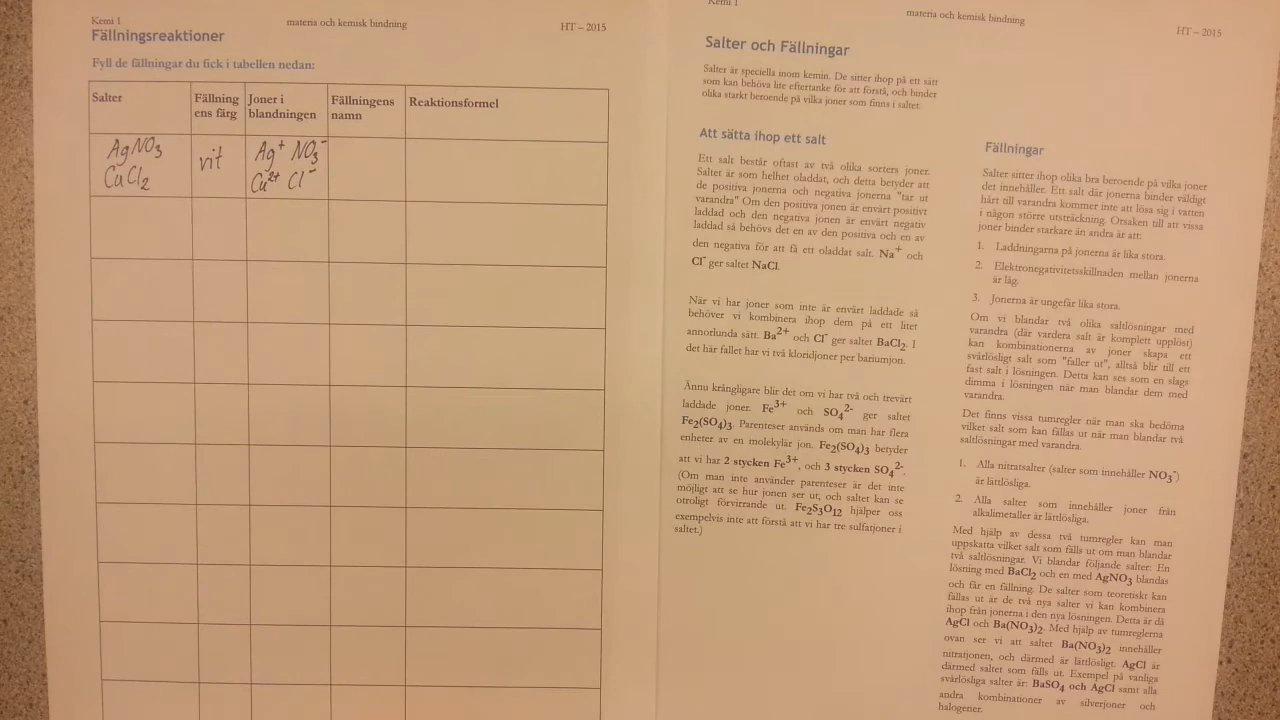 Kemi 1
materia och kemisk bindning
HT – 2015
Fällningsreaktioner
Fyll de fällningar du fick i tabellen nedan:
Salter
Fällning
ens färg
Joner i
blandningen
Fällningens
namn
Reaktionsformel
AgNO3
CuCl2
vit
Ag+ NO3-
Cu2+ Cl-
Kemi 1
materia och kemisk bindning
HT – 2015
Salter och Fällningar
Salter är speciella inom kemin. De sitter ihop på ett sätt
som kan behöva lite eftertanke för att förstå, och binder
olika starkt beroende på vilka joner som finns i saltet.
Att sätta ihop ett salt
Ett salt består oftast av två olika sorters joner.
Saltet är som helhet oladdat, och detta betyder att
de positiva jonerna och negativa jonerna "tar ut
varandra" Om den positiva jonen är envärt positivt
laddad och den negativa jonen är envärt negativ
laddad så behövs det en av den positiva och en av
den negativa för att få ett oladdat salt. Na+ och
Cl- ger saltet NaCl.
När vi har joner som inte är envärt laddade så
behöver vi kombinera ihop dem på ett litet
annorlunda sätt. Ba2+ och Cl- ger saltet BaCl2. I
det här fallet har vi två kloridjoner per bariumjon.
Ännu krångligare blir det om vi har två och trevärt
laddade joner. Fe3+ och SO42- ger saltet
Fe2(SO4)3. Parenteser används om man har flera
enheter av en molekylär jon. Fe2(SO4)3 betyder
att vi har 2 stycken Fe3+, och 3 stycken SO42-.
(Om man inte använder parenteser är det inte
möjligt att se hur jonen ser ut, och saltet kan se
otroligt förvirrande ut. Fe2S3O12 hjälper oss
exempelvis inte att förstå att vi har tre sulfatjoner i
saltet.)
Fällningar
Salter sitter ihop olika bra beroende på vilka joner
det innehåller. Ett salt där jonerna binder väldigt
hårt till varandra kommer inte att lösa sig i vatten
i någon större utsträckning. Orsaken till att vissa
joner binder starkare än andra är att:
1. Laddningarna på jonerna är lika stora.
2. Elektronegativitetsskillnaden mellan jonerna
är låg.
3. Jonerna är ungefär lika stora.
Om vi blandar två olika saltlösningar med
varandra (där vardera salt är komplett upplöst)
kan kombinationerna av joner skapa ett
svårlösligt salt som "faller ut", alltså blir till ett
fast salt i lösningen. Detta kan ses som en slags
dimma i lösningen när man blandar dem med
varandra.
Det finns vissa tumregler när man ska bedöma
vilket salt som kan fällas ut när man blandar två
saltlösningar med varandra.
1. Alla nitratsalter (salter som innehåller NO3-)
är lättlösliga.
2. Alla salter som innehåller joner från
alkalimetaller är lättlösliga.
Med hjälp av dessa två tumregler kan man
uppskatta vilket salt som fälls ut om man blandar
två saltlösningar. Vi blandar följande salter: En
lösning med BaCl2 och en med AgNO3 blandas
och får en fällning. De salter som teoretiskt kan
fällas ut är de två nya salter vi kan kombinera
ihop från jonerna i den nya lösningen. Detta är då
AgCl och Ba(NO3)2. Med hjälp av tumreglerna
ovan ser vi att saltet Ba(NO3)2 innehåller
nitratjonen, och därmed är lättlösligt. AgCl är
därmed saltet som fälls ut. Exempel på vanliga
svårlösliga salter är: BaSO4 och AgCl samt alla
andra kombinationer av silverjoner och
halogener.